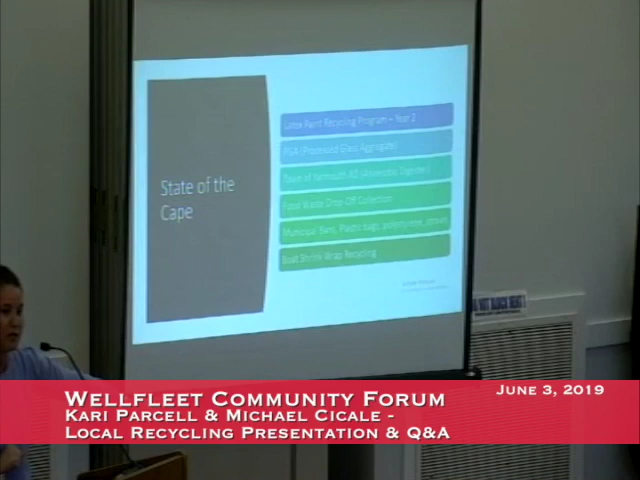 State of the
Cape
Latex Paint Recycling Program – Year 2
PGA (Processed Glass Aggregate)
Town of Yarmouth AD (Anaerobic Digester)
Food Waste Drop-Off Collection
Municipal Bans, Plastic bags, polystyrene, straws
Boat Shrink Wrap Recycling
Wellfleet Community Forum
June 3, 2019
Kari Parcell & Michael Cicale -
Local Recycling Presentation & Q&A